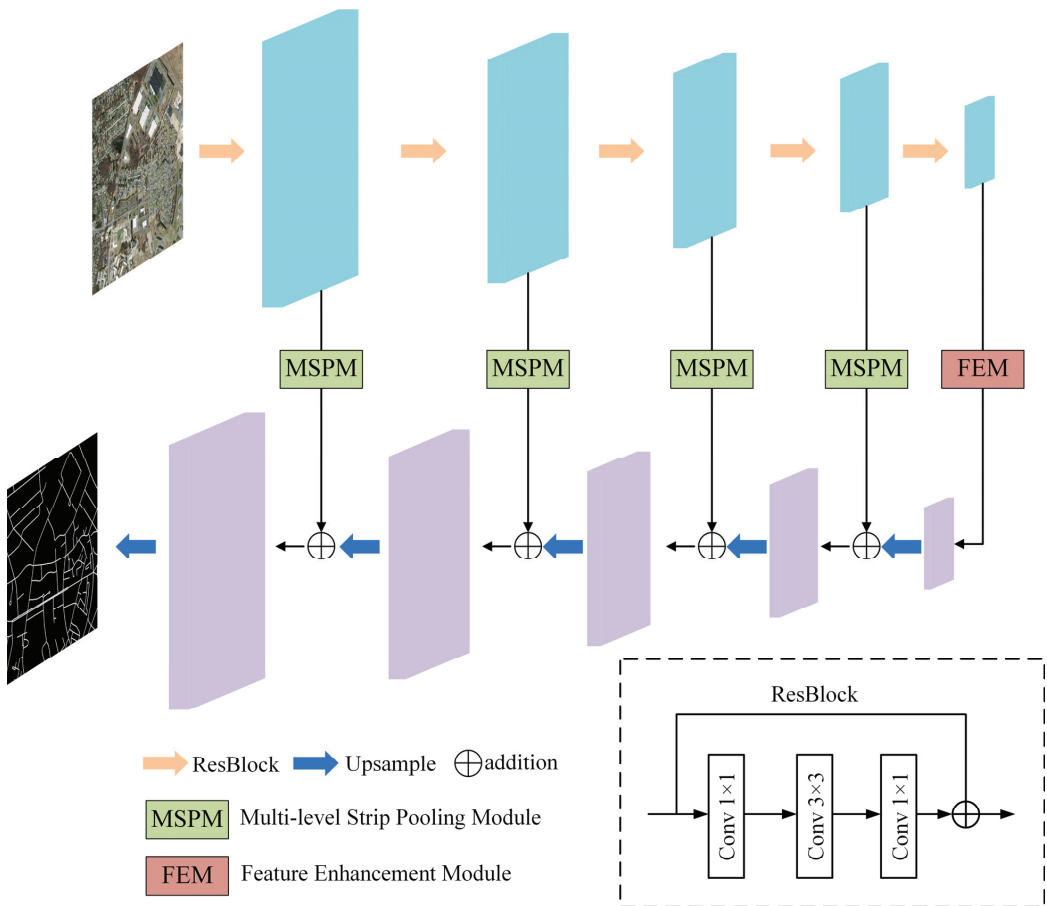 MSPM
MSPM
MSPM
MSPM
FEM
ResBlock
Conv 1×1
Conv 3×3
Conv 1×1
ResBlock
Upsample
addition
MSPM
Multi-level Strip Pooling Module
FEM
Feature Enhancement Module